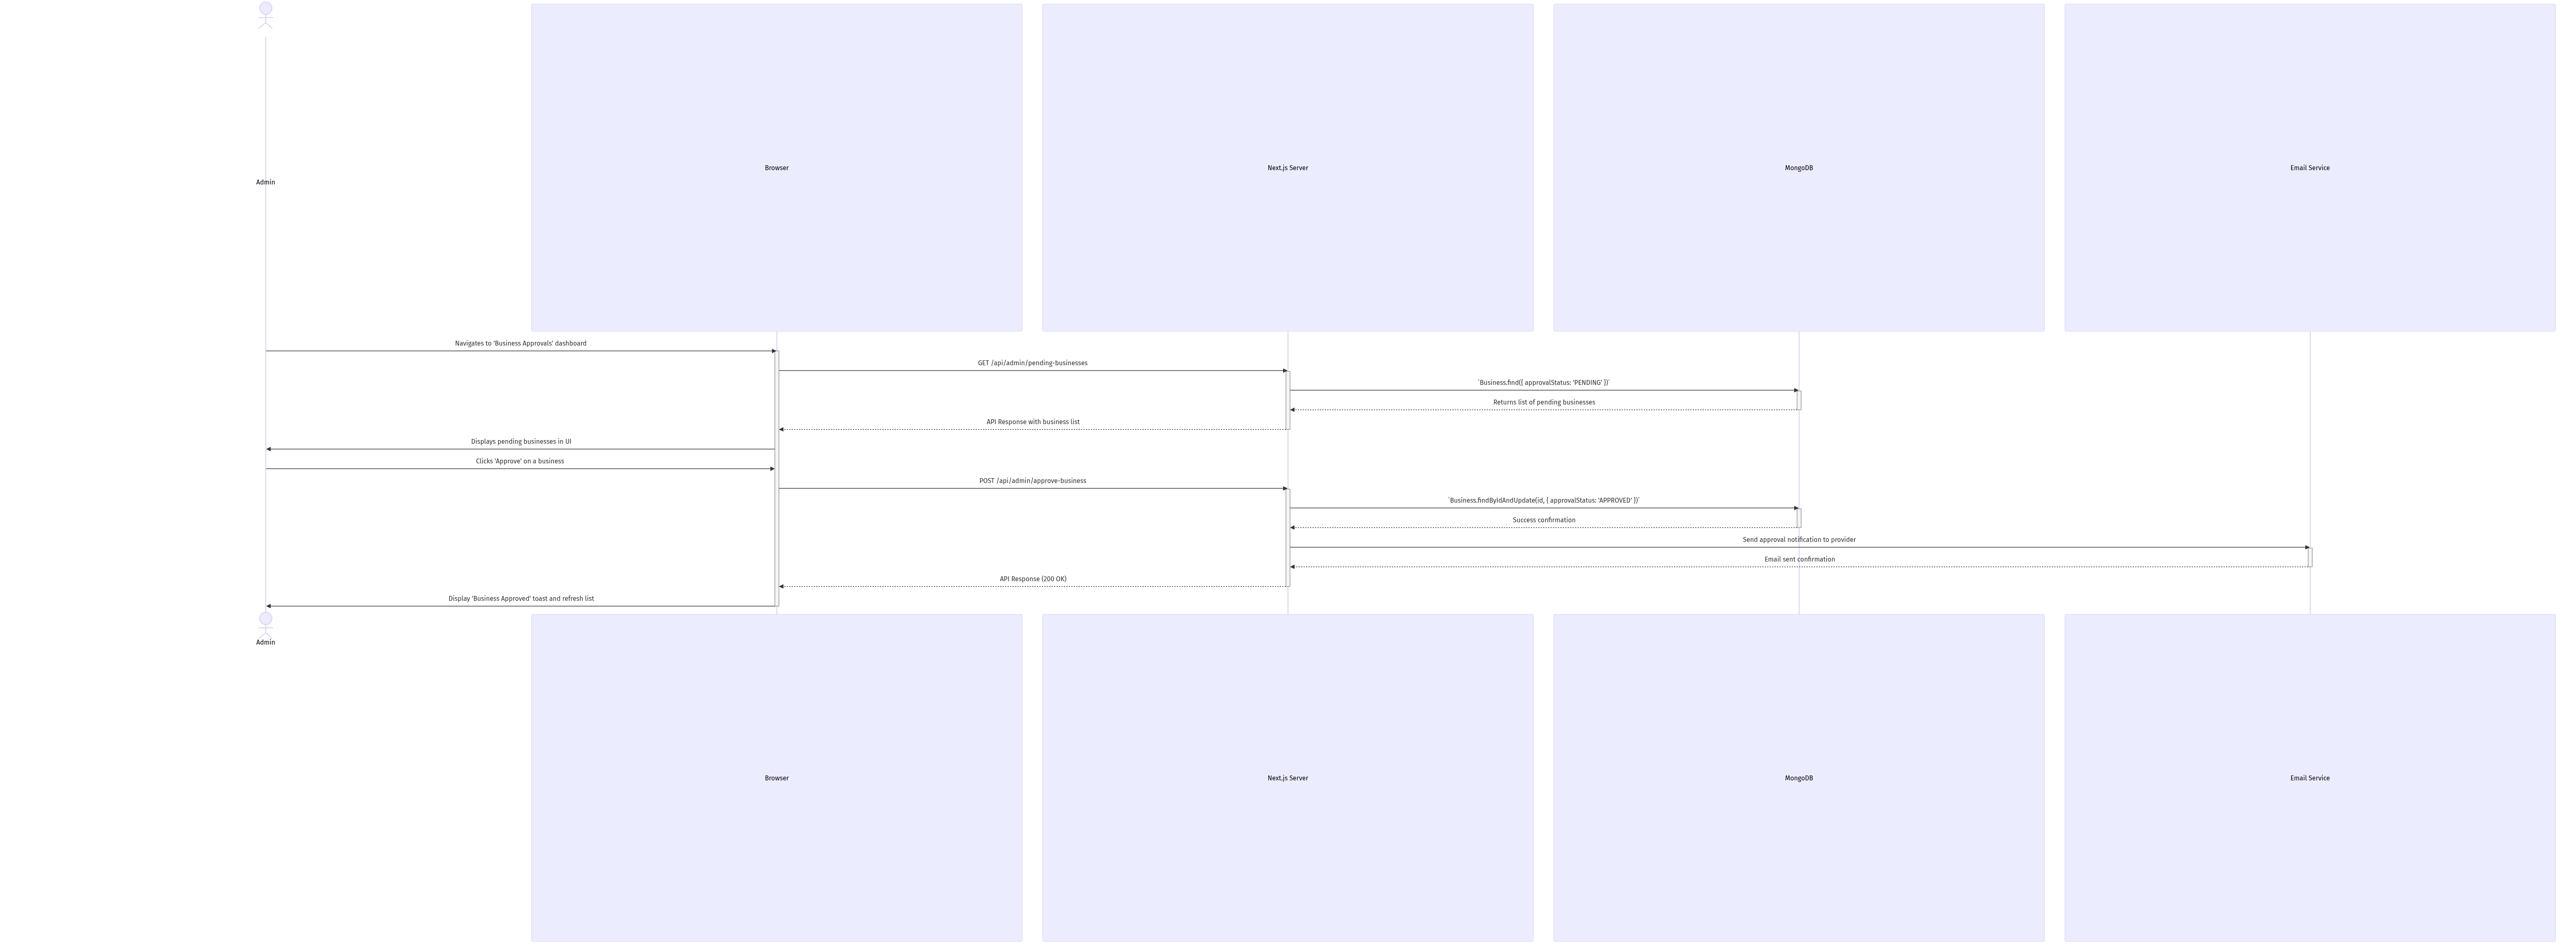 Admin
Browser
Next.js Server
MongoDB
Email Service
Navigates to 'Business Approvals' dashboard
GET /api/admin/pending-businesses
`Business.find({ approvalStatus: 'PENDING' })`
Returns list of pending businesses
API Response with business list
Displays pending businesses in UI
Clicks 'Approve' on a business
POST /api/admin/approve-business
`Business.findByIdAndUpdate(id, { approvalStatus: 'APPROVED' })`
Success confirmation
Send approval notification to provider
Email sent confirmation
API Response (200 OK)
Display 'Business Approved' toast and refresh list
Admin
Browser
Next.js Server
MongoDB
Email Service